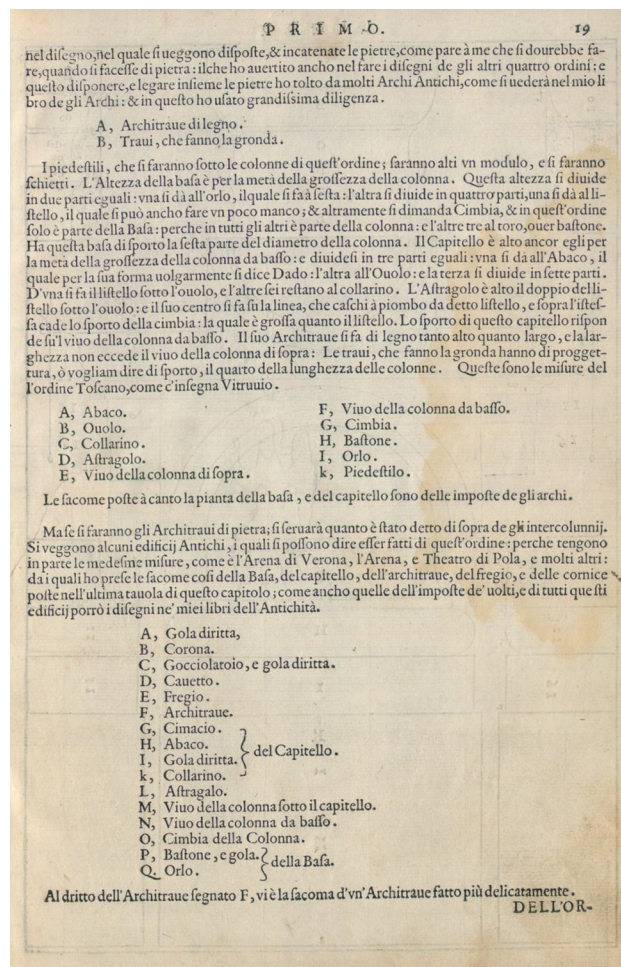 PRIMO. 19
nel disegno, nel quale si ueggono disposte, & incatenate le pietre, come pare à me che si dourebbe fa-
re, quando si facesse di pietra: ilche ho auertito ancho nel fare i disegni de gli altri quattro ordini: e
questo disponere, e legare insieme le pietre ho tolto da molti Archi Antichi, come si uederà nel mio li
bro de gli Archi: & in questo ho usato grandissima diligenza.
A, Architraue di legno.
B, Traui, che fanno la gronda.
I piedestili, che si faranno sotto le colonne di quest'ordine; saranno alti vn modulo, e si faranno
schietti. L'Altezza della basa è per la metà della grossezza della colonna. Questa altezza si diuide
in due parti eguali: vna si dà all'orlo, ilquale si fa à sesta: l'altra si diuide in quattro parti, una si dà al li-
stello, il quale si può ancho fare vn poco manco; & altramente si dimanda Cimbia, & in quest'ordine
solo è parte della Basa: perche in tutti gli altri è parte della colonna: e l'altre tre al toro, ouer bastone.
Ha questa basa di sporto la sesta parte del diametro della colonna. Il Capitello è alto ancor egli per
la metà della grossezza della colonna da basso: e diuidesi in tre parti eguali: vna si dà all'Abaco, il
quale per la sua forma uolgarmente si dice Dado: l'altra all'Ouolo: e la terza si diuide in sette parti.
D'vna si fa il listello sotto l'ouolo, e l'altre sei restano al collarino. L'Astragolo è alto il doppio del li-
stello sotto l'ouolo: e il suo centro si fa su la linea, che caschi à piombo da detto listello, e sopra l'istes-
sa cade lo sporto della cimbia: la quale è grossa quanto il listello. Lo sporto di questo capitello rispon
de su'l viuo della colonna da basso. Il suo Architraue si fa di legno tanto alto quanto largo, e la lar-
ghezza non eccede il viuo della colonna di sopra: Le traui, che fanno la gronda hanno di progget-
tura, ò vogliam dire di sporto, il quarto della lunghezza delle colonne. Queste sono le misure del
l'ordine Toscano, come c'insegna Vitruuio.
A, Abaco.
B, Ouolo.
C, Collarino.
D, Astragolo.
E, Viuo della colonna di sopra.
F, Viuo della colonna da basso.
G, Cimbia.
H, Bastone.
I, Orlo.
k, Piedestilo.
Le sacome poste à canto la pianta della basa, e del capitello sono delle imposte de gli archi.
Ma se si faranno gli Architraui di pietra; si seruarà quanto è stato detto di sopra de gli intercolunnij.
Si veggono alcuni edificij Antichi, i quali si possono dire esser fatti di quest'ordine: perche tengono
in parte le medesme misure, come è l'Arena di Verona, l'Arena, e Theatro di Pola, e molti altri:
da i quali ho prese le sacome cosi della Basa, del capitello, dell'architraue, del fregio, e delle cornice
poste nell'ultima tauola di questo capitolo; come ancho quelle dell'imposte de' uolti, e di tutti questi
edificij porrò i disegni ne' miei libri dell'Antichità.
A, Gola diritta,
B, Corona.
C, Gocciolatoio, e gola diritta.
D, Cauetto.
E, Fregio.
F, Architraue.
G, Cimacio.
H, Abaco.
I, Gola diritta.
k, Collarino.
del Capitello.
L, Astragalo.
M, Viuo della colonna sotto il capitello.
N, Viuo della colonna da basso.
O, Cimbia della Colonna.
P, Bastone, e gola.
Q. Orlo.
della Basa.
Al dritto dell'Architraue segnato F, vi è la sacoma d'vn'Architraue fatto più delicatamente.
DELL'OR-